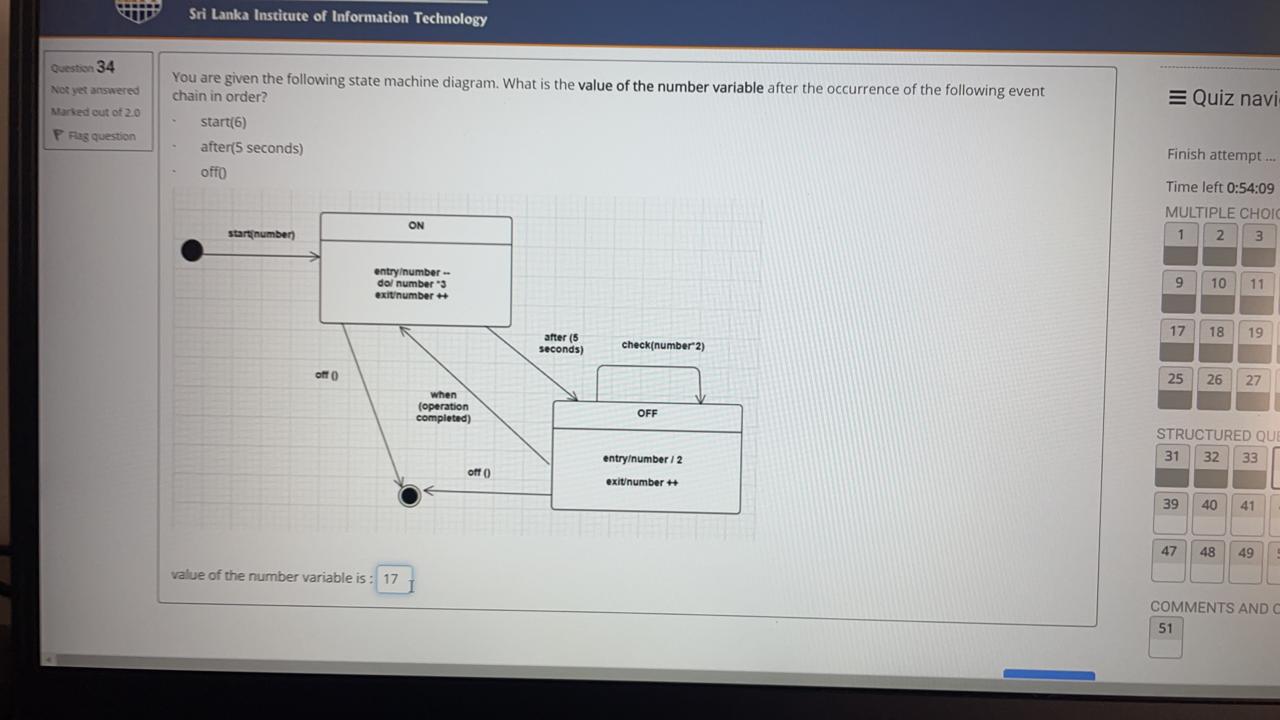 Sri Lanka Institute of Information Technology
Question 34
Not yet answered
Marked out of 2.0
Flag question
You are given the following state machine diagram. What is the value of the number variable after the occurrence of the following event
chain in order?
- start(6)
- after(5 seconds)
- off()
start(number)
ON
entry/number --
do/ number *3
exit/number ++
after (5
seconds)
check(number*2)
off ()
when
(operation
completed)
OFF
entry/number / 2
exit/number ++
off ()
value of the number variable is : 17
Quiz navi
Finish attempt ...
Time left 0:54:09
MULTIPLE CHOIC
1 2 3
9 10 11
17 18 19
25 26 27
STRUCTURED QUE
31 32 33
39 40 41
47 48 49
COMMENTS AND
51